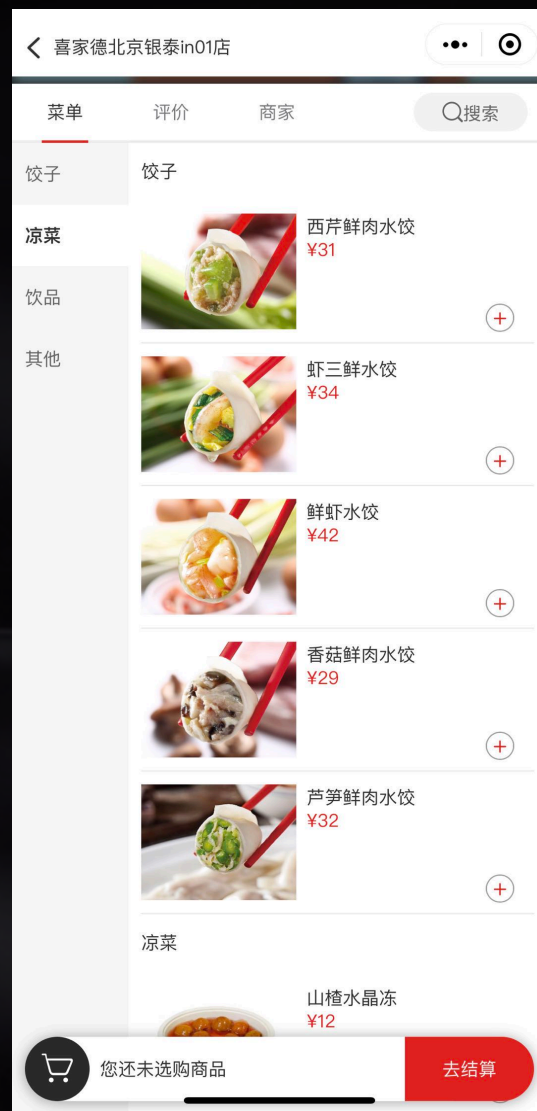 喜家德北京银泰in01店
菜单
评价
商家
搜索
饺子
凉菜
饮品
其他
饺子
西芹鲜肉水饺
¥31
虾三鲜水饺
¥34
鲜虾水饺
¥42
香菇鲜肉水饺
¥29
芦笋鲜肉水饺
¥32
凉菜
山楂水晶冻
¥12
您还未选购商品
去结算